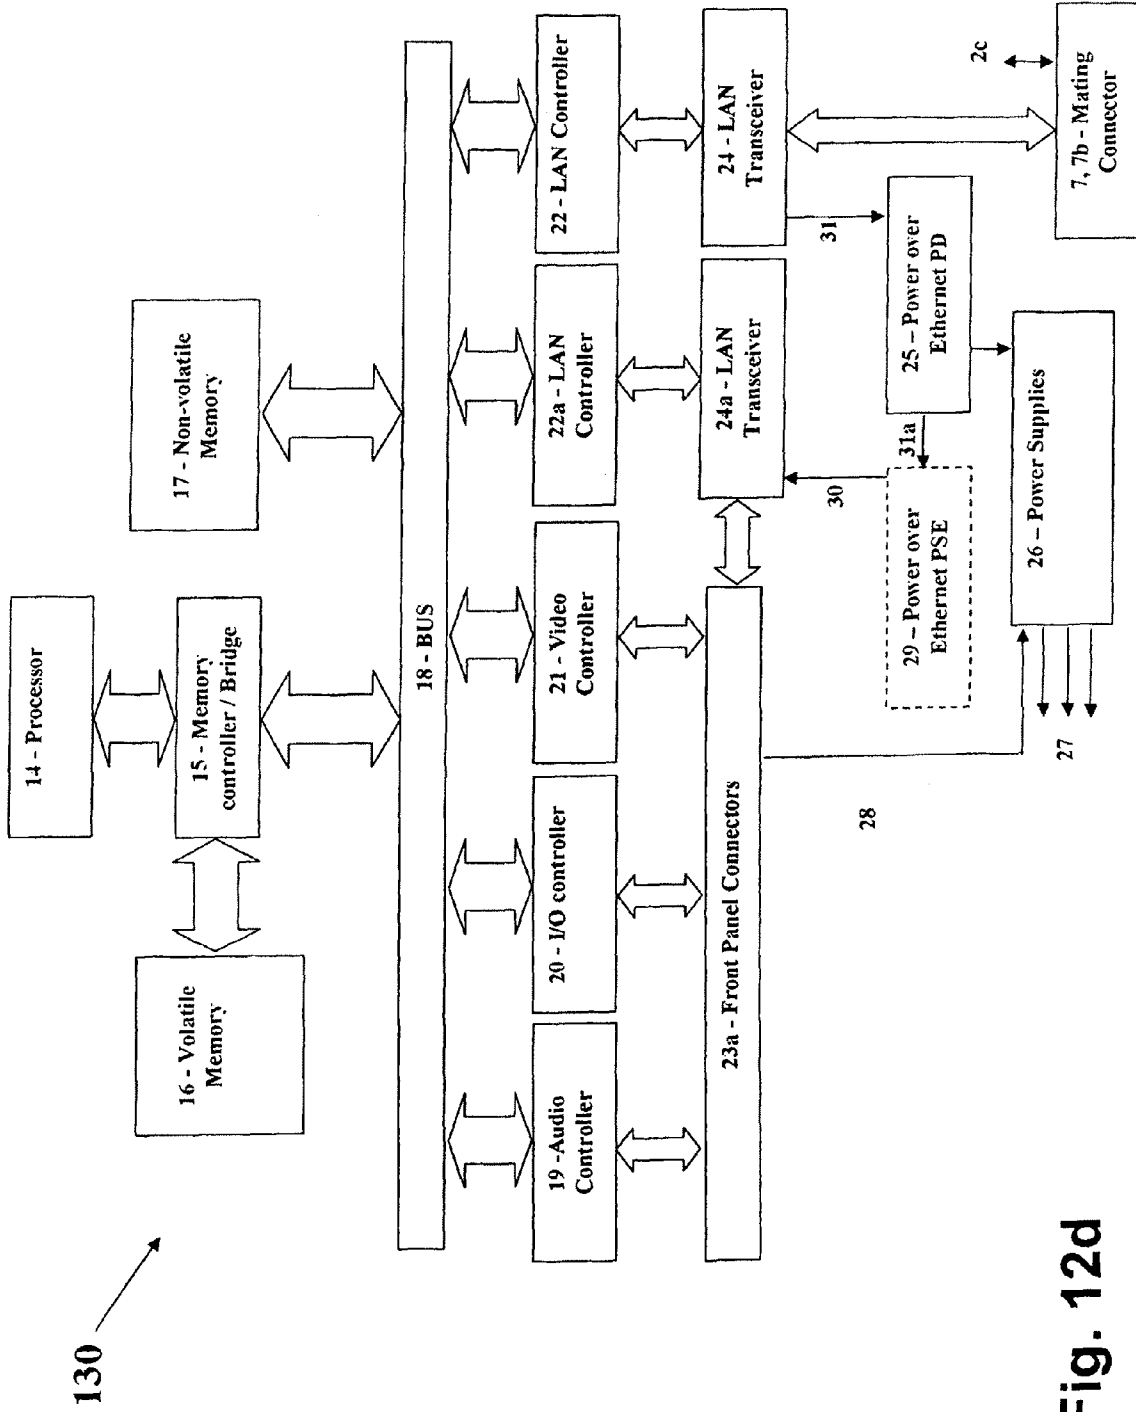 130
16 - Volatile
Memory
14 - Processor
15 - Memory
controller / Bridge
17 - Non-volatile
Memory
18 - BUS
19 -Audio
Controller
20 - I/O controller
21 - Video
Controller
22a - LAN
Controller
22 - LAN Controller
23a - Front Panel Connectors
24a - LAN
Transceiver
24 - LAN
Transceiver
28
30
31
31a
29 – Power over
Ethernet PSE
25 – Power over
Ethernet PD
2c
27
26 – Power Supplies
7, 7b - Mating
Connector
Fig. 12d